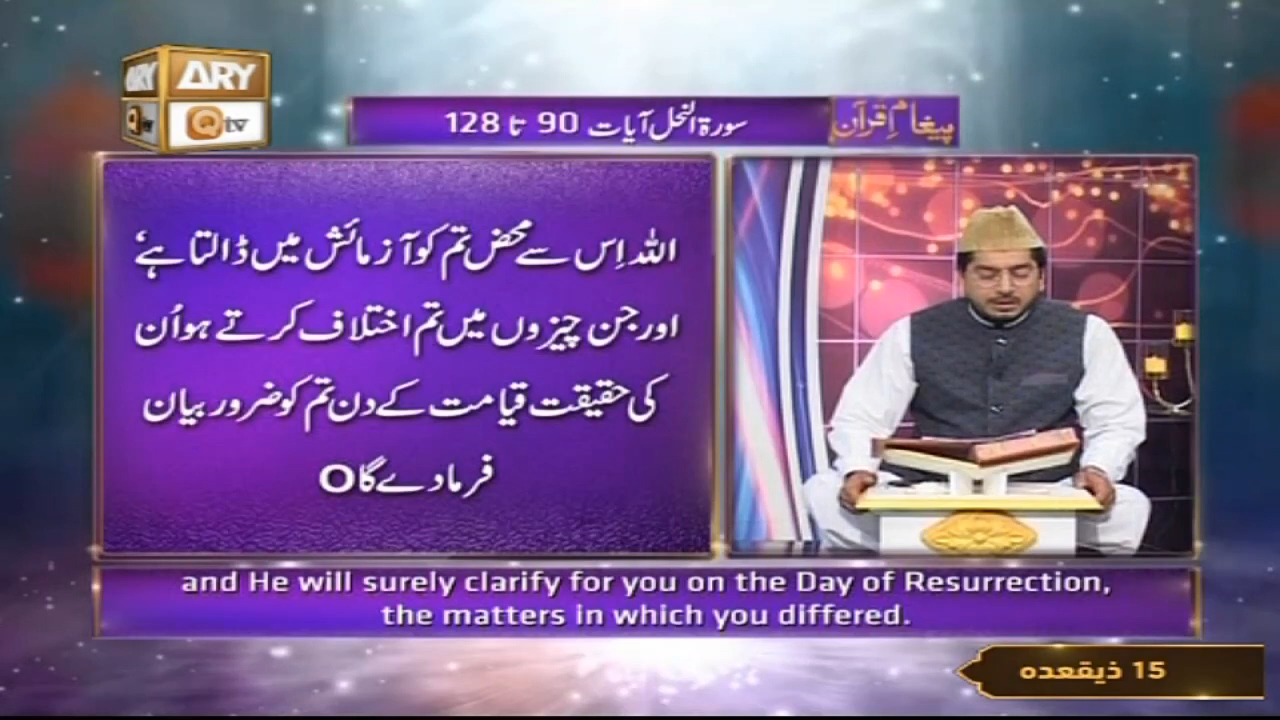 ARY
ARY
Qtv
پیغامِ قرآن
سورۃ النحل آیات 90 تا 128
اللہ اِس سے محض تم کو آزمائش میں ڈالتا ہے‘
اور جن چیزوں میں تم اختلاف کرتے ہو اُن
کی حقیقت قیامت کے دن تم کو ضرور بیان
فرما دے گا O
and He will surely clarify for you on the Day of Resurrection,
the matters in which you differed.
15 ذیقعدہ